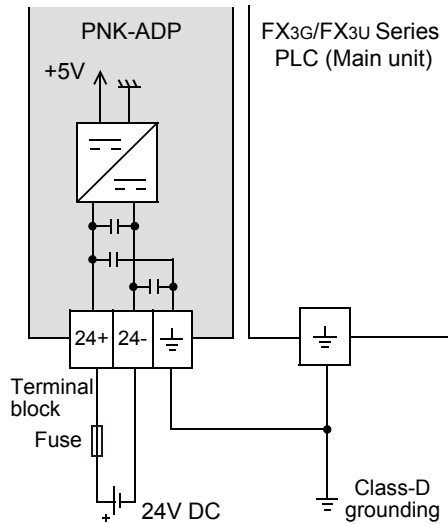 PNK-ADP
FX3G/FX3U Series
PLC (Main unit)
+5V
24+
24-
Terminal
block
Fuse
+
24V DC
Class-D
grounding